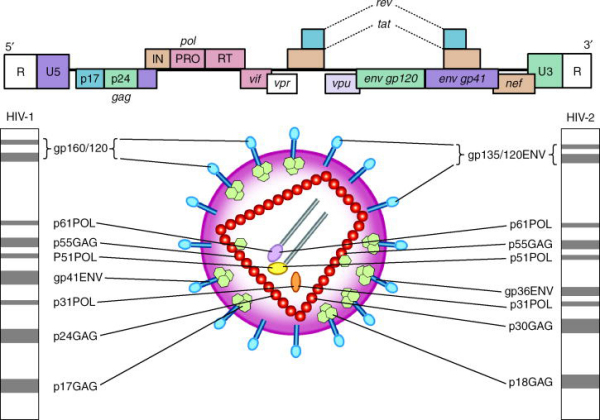 rev
tat
5′
pol
3′
R
U5
p17
p24
gag
IN
PRO
RT
vif
vpr
vpu
env gp120
env gp41
nef
U3
R
HIV-1
HIV-2
gp160/120
gp135/120ENV
p61POL
p55GAG
P51POL
gp41ENV
p31POL
p24GAG
p17GAG
p61POL
p55GAG
p51POL
gp36ENV
p31POL
p30GAG
p18GAG